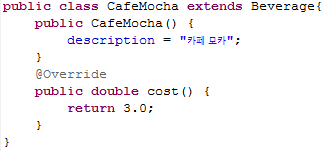 public class CafeMocha extends Beverage{
    public CafeMocha() {
        description = "카페 모카";
    }
    @Override
    public double cost() {
        return 3.0;
    }
}